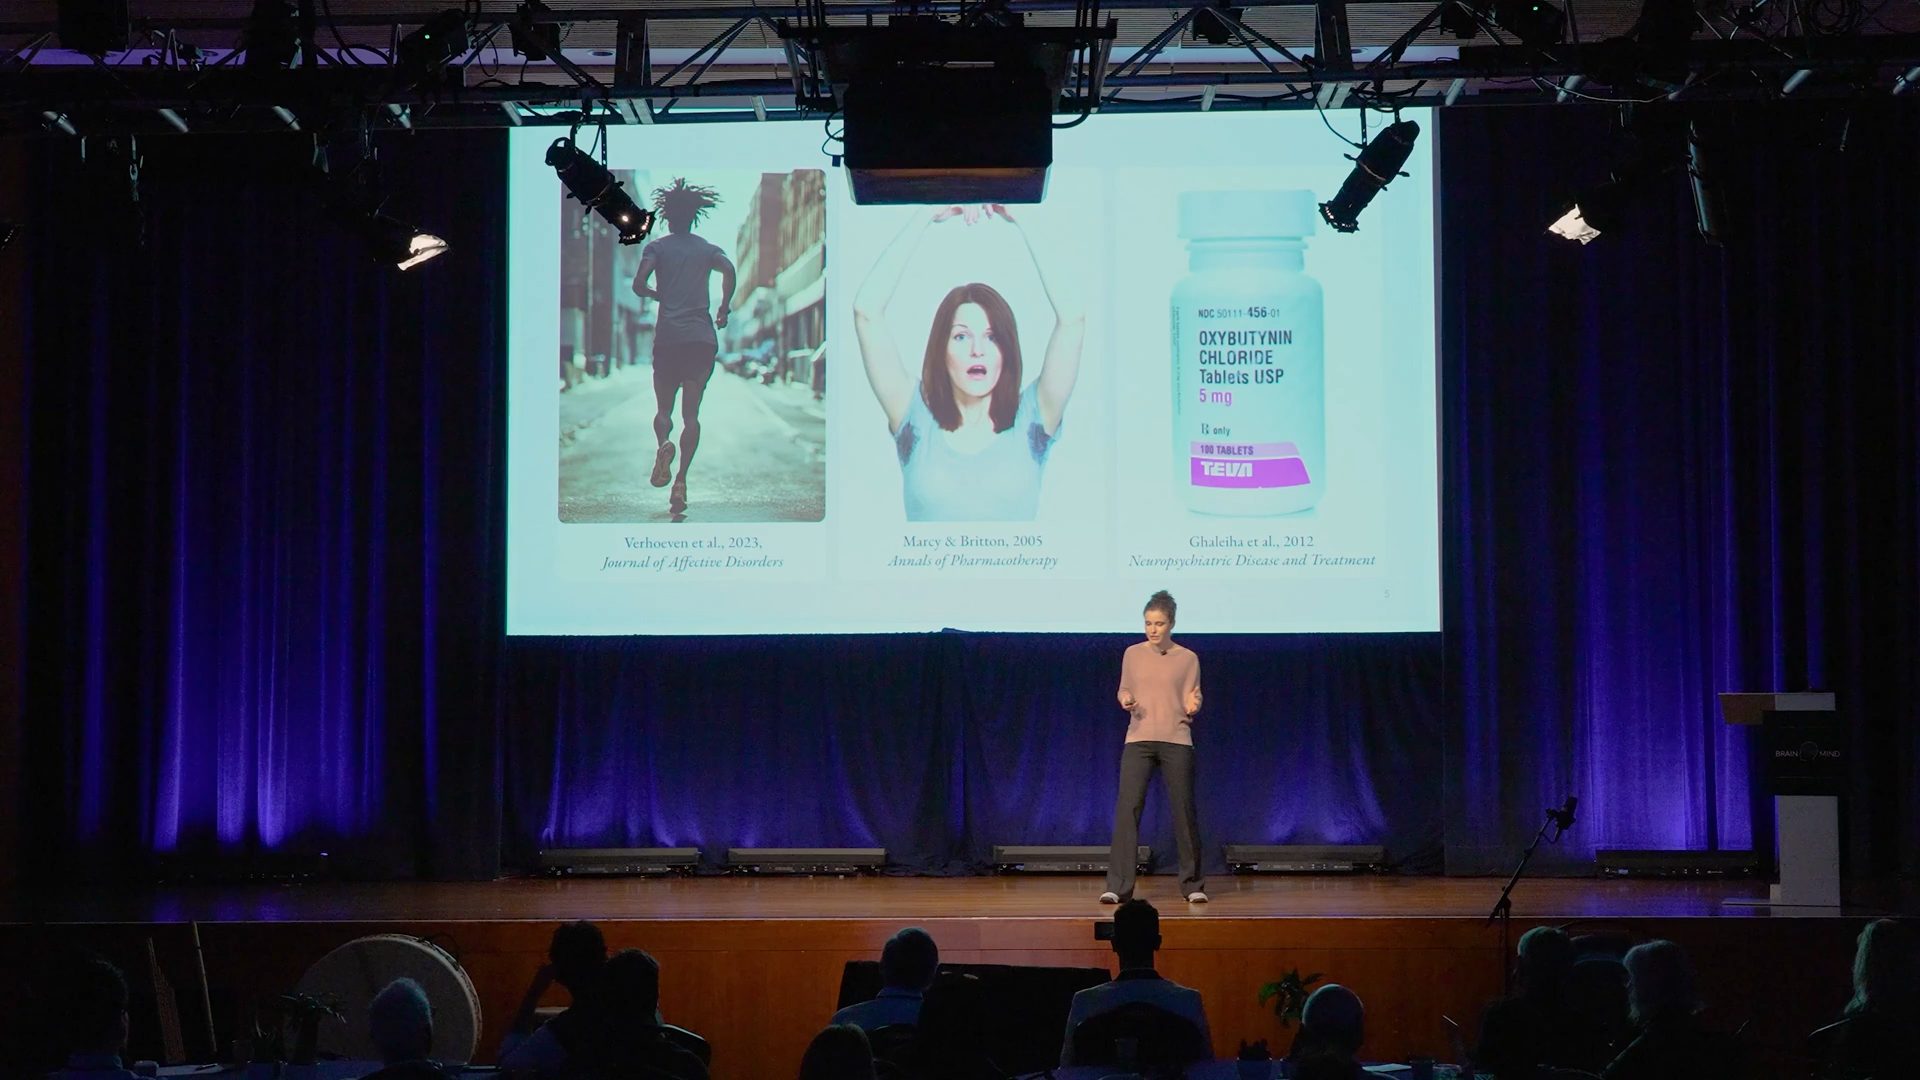 NDC 50111-456-01
OXYBUTYNIN
CHLORIDE
Tablets USP
5 mg
℞ only
100 TABLETS
TEVA
Verhoeven et al., 2023,
Journal of Affective Disorders
Marcy & Britton, 2005
Annals of Pharmacotherapy
Ghaleiha et al., 2012
Neuropsychiatric Disease and Treatment
5
BRAIN MIND